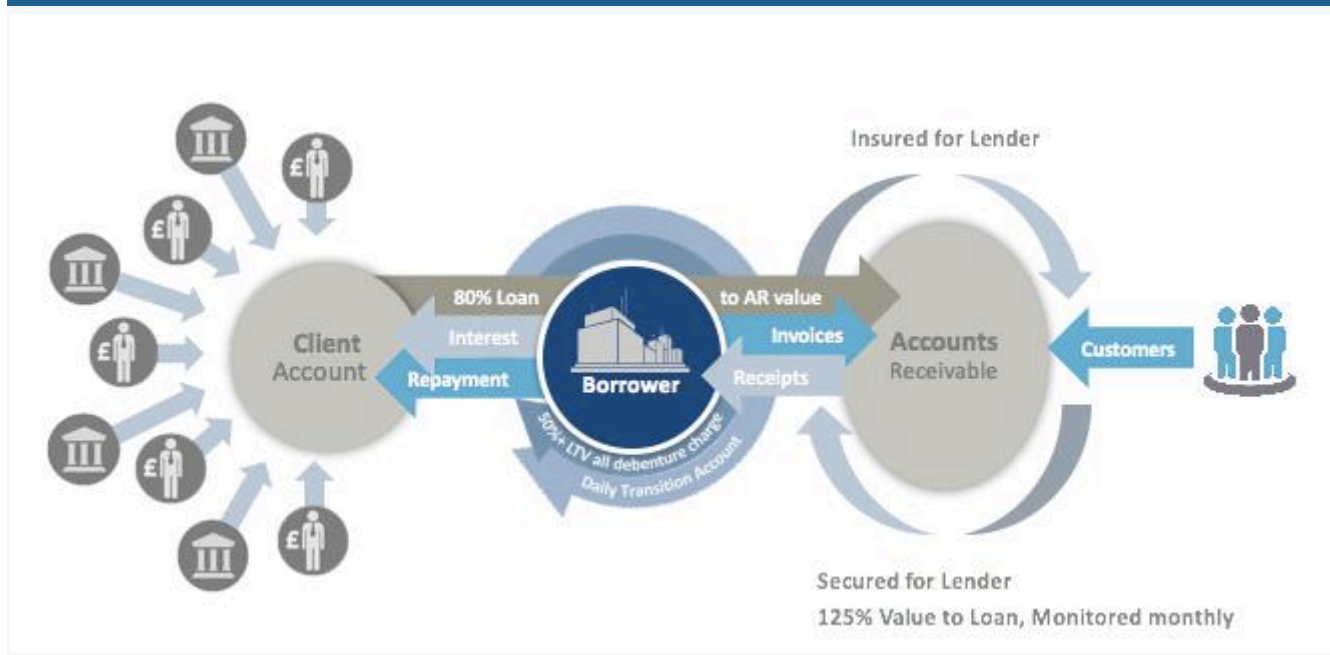 Insured for Lender
£
£
£
£
£
80% Loan
to AR value
Interest
Invoices
Client
Account
Accounts
Receivable
Customers
Repayment
Borrower
Receipts
50%+ LTV all debenture charge
Daily Transition Account
Secured for Lender
125% Value to Loan, Monitored monthly